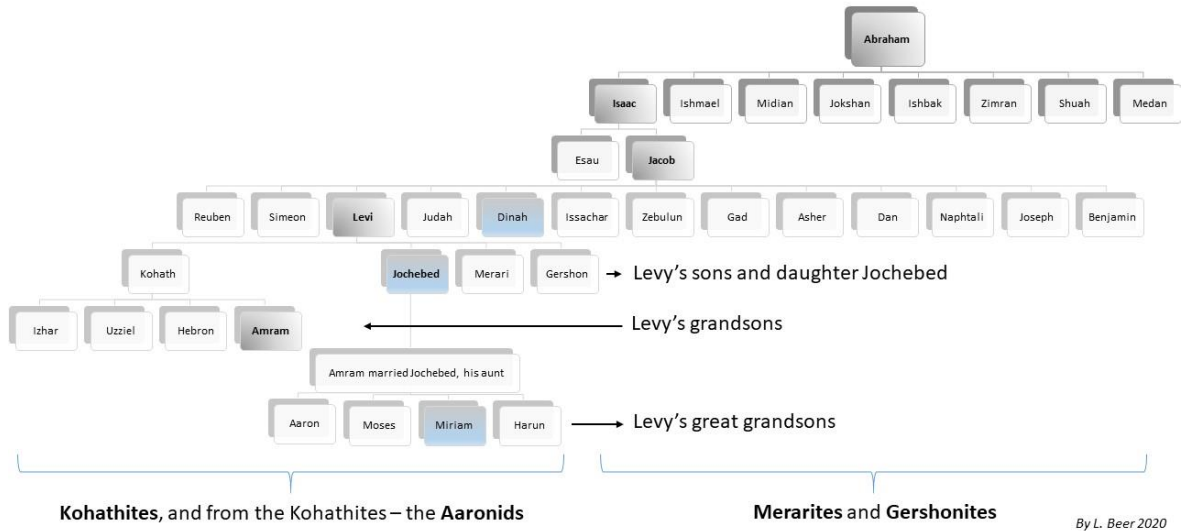 Abraham
Isaac Ishmael Midian Jokshan Ishbak Zimran Shuah Medan
Esau Jacob
Reuben Simeon Levi Judah Dinah Issachar Zebulun Gad Asher Dan Naphtali Joseph Benjamin
Kohath Jochebed Merari Gershon Levy's sons and daughter Jochebed
Izhar Uzziel Hebron Amram Levy's grandsons
Amram married Jochebed, his aunt
Aaron Moses Miriam Harun Levy's great grandsons
Kohathites, and from the Kohathites – the Aaronids Merarites and Gershonites
By L. Beer 2020